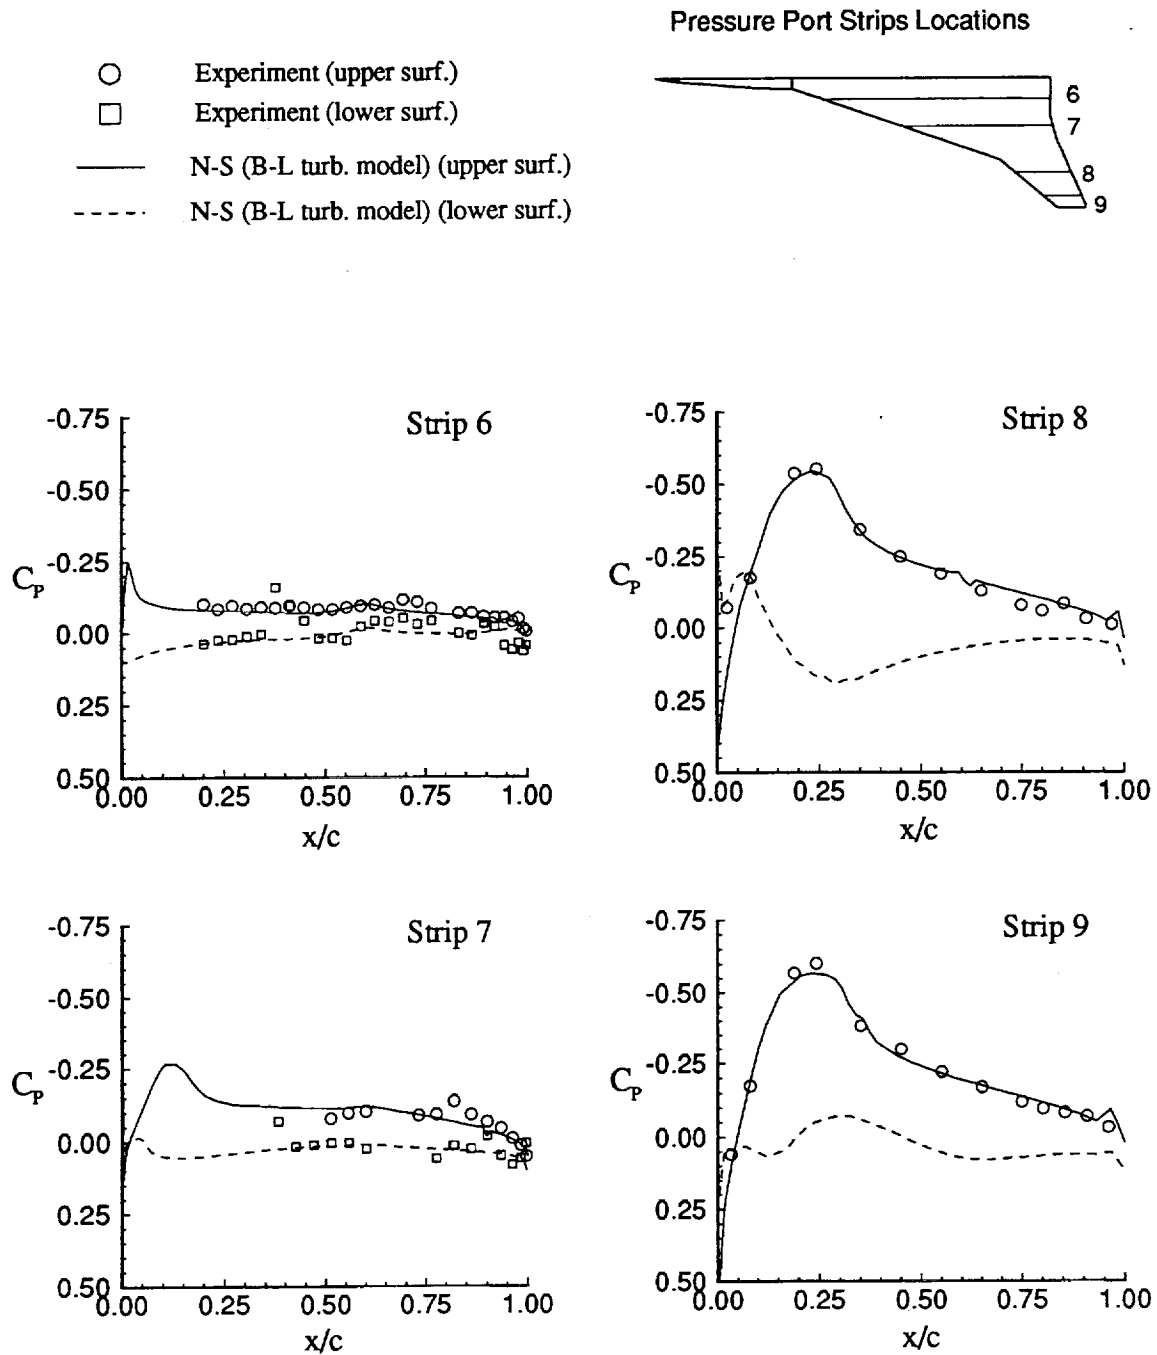 Pressure Port Strips Locations
Experiment (upper surf.)
Experiment (lower surf.)
N-S (B-L turb. model) (upper surf.)
N-S (B-L turb. model) (lower surf.)
6
7
8
9
Strip 6
-0.75
-0.50
-0.25
0.00
0.25
0.50
Cp
0.00 0.25 0.50 0.75 1.00
x/c
Strip 8
-0.75
-0.50
-0.25
0.00
0.25
0.50
Cp
0.00 0.25 0.50 0.75 1.00
x/c
Strip 7
-0.75
-0.50
-0.25
0.00
0.25
0.50
Cp
0.00 0.25 0.50 0.75 1.00
x/c
Strip 9
-0.75
-0.50
-0.25
0.00
0.25
0.50
Cp
0.00 0.25 0.50 0.75 1.00
x/c